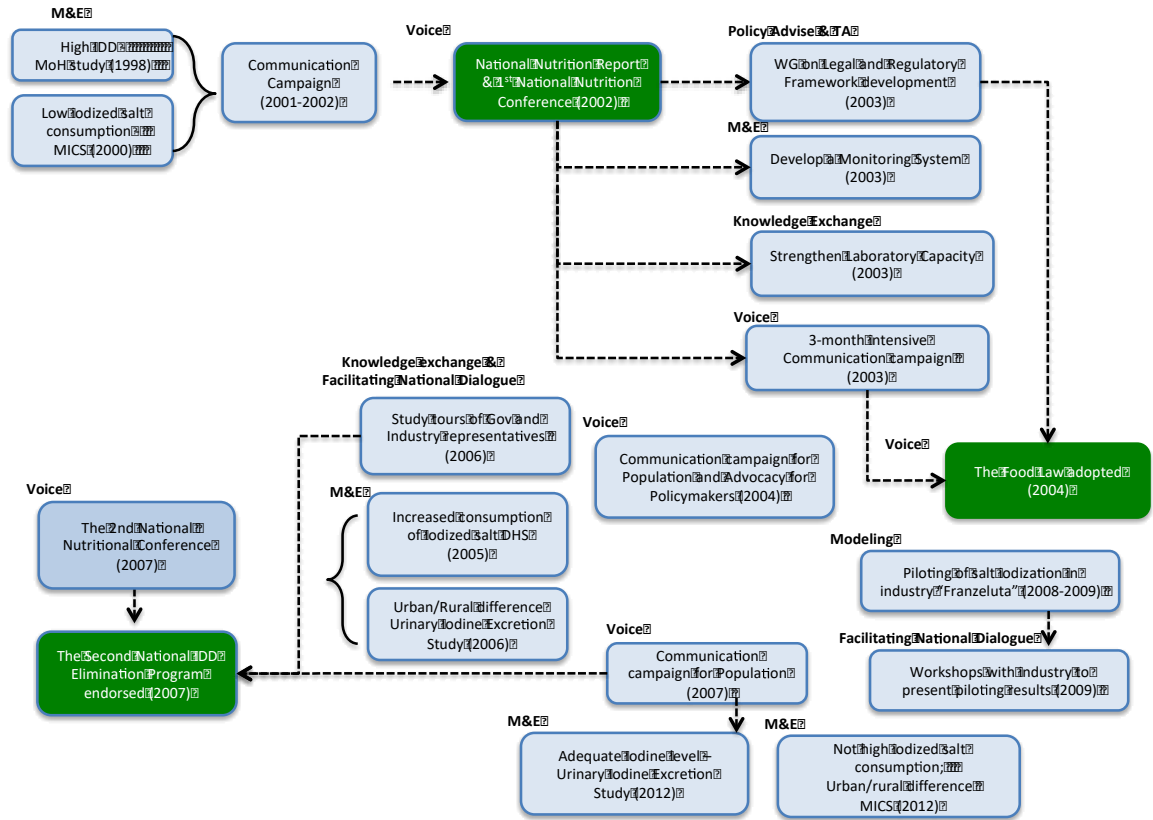 M&E
High IDD -
MoH study (1998)
Low iodized salt
consumption -
MICS (2000)
Communication
Campaign
(2001-2002)
Voice
National Nutrition Report
& 1st National Nutrition
Conference (2002)
Policy Advise & TA
WG on Legal and Regulatory
Framework development
(2003)
M&E
Develop a Monitoring System
(2003)
Knowledge Exchange
Strengthen Laboratory Capacity
(2003)
Voice
3-month intensive
Communication campaign
(2003)
Knowledge exchange &
Facilitating National Dialogue
Study tours of Gov and
Industry representatives
(2006)
Voice
Communication campaign for
Population and Advocacy for
Policymakers (2004)
Voice
The Food Law adopted
(2004)
Voice
The 2nd National
Nutritional Conference
(2007)
M&E
Increased consumption
of Iodized salt DHS
(2005)
Urban/Rural difference
Urinary Iodine Excretion
Study (2006)
Modeling
Piloting of salt iodization in
industry "Franzeluta" (2008-2009)
Facilitating National Dialogue
Workshops with Industry to
present piloting results (2009)
The Second National IDD
Elimination Program
endorsed (2007)
Voice
Communication
campaign for Population
(2007)
M&E
Adequate Iodine level –
Urinary Iodine Excretion
Study (2012)
M&E
Not high iodized salt
consumption;
Urban/rural difference
MICS (2012)